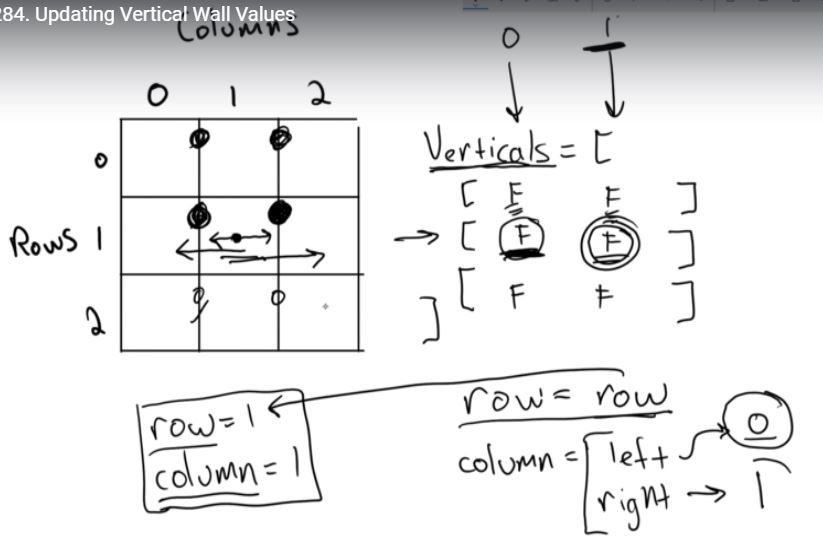 284. Updating Vertical Wall Values
Columns
0 1 2
0
Rows 1
2
0 1
Verticals = [
[ F F ]
→ [ F F ]
[ F F ]
]
0
row = 1
column = 1
row = row
column = [ left → 0
right → 1